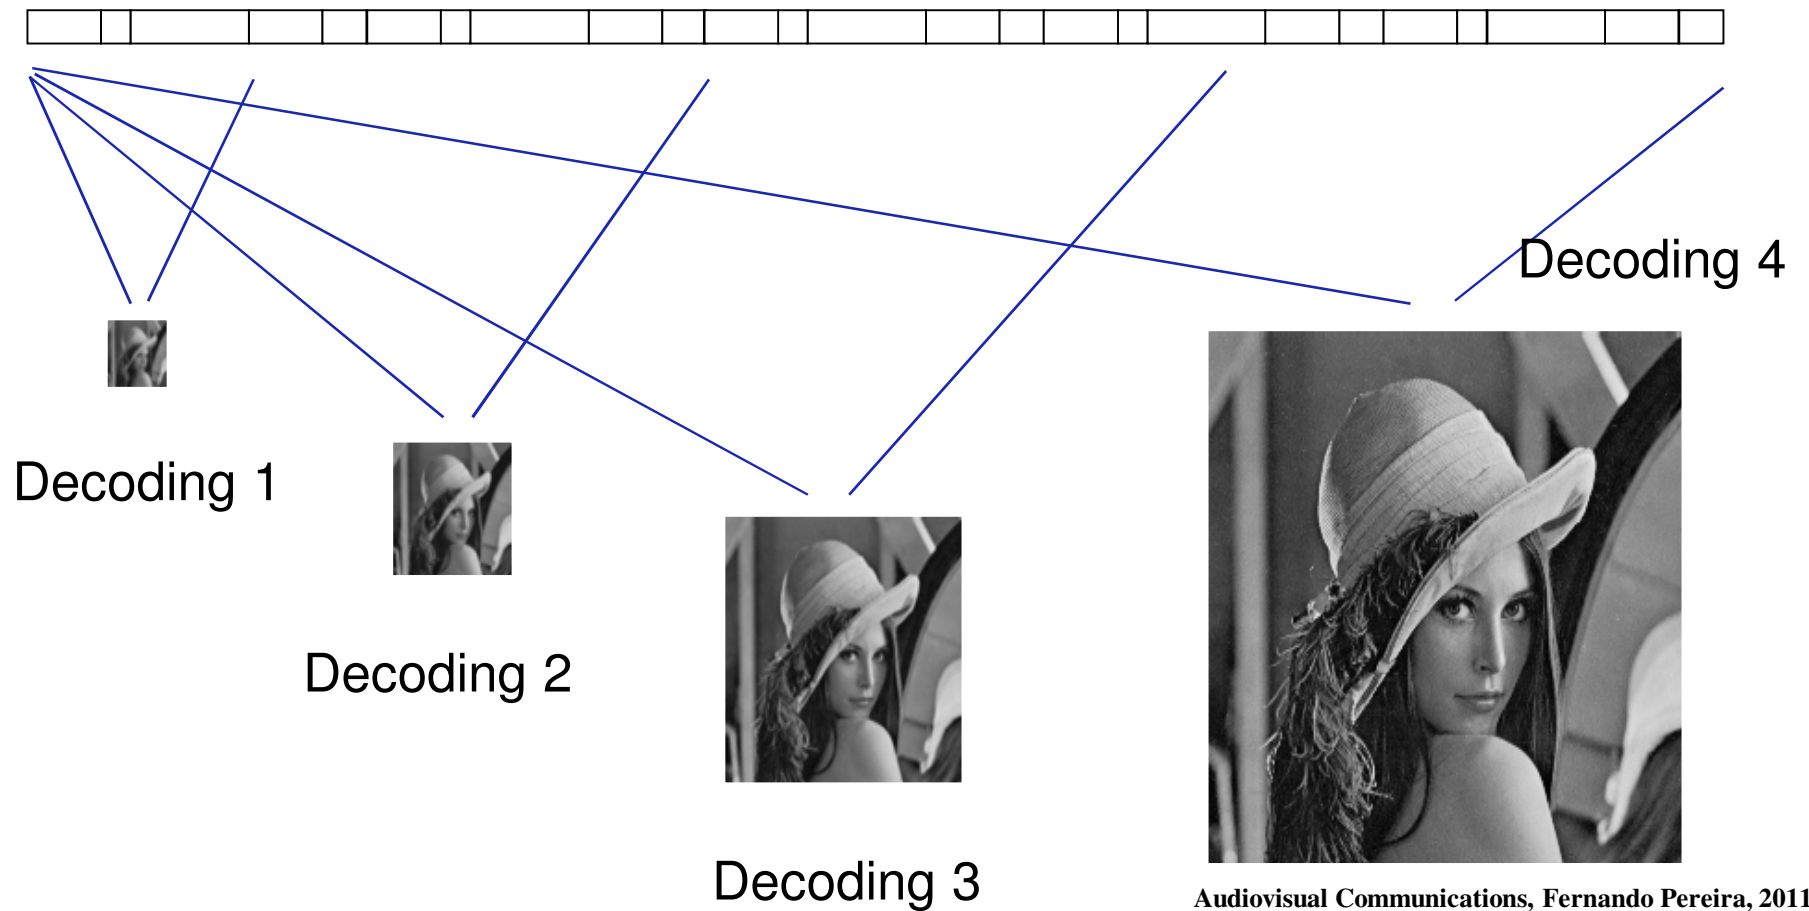 Decoding 4
Decoding 1
Decoding 2
Decoding 3
Audiovisual Communications, Fernando Pereira, 2011